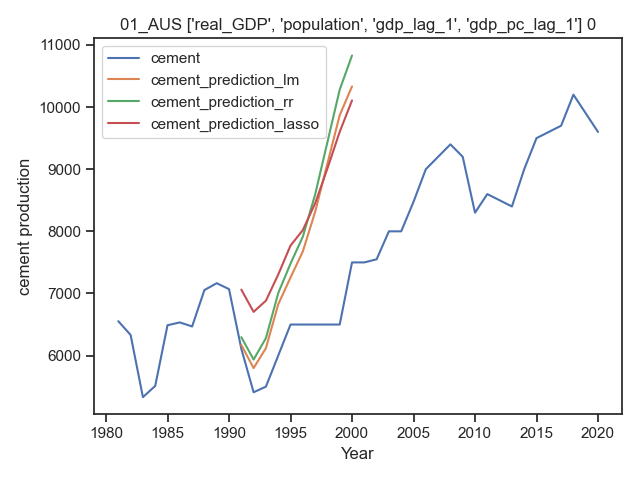 01_AUS ['real_GDP', 'population', 'gdp_lag_1', 'gdp_pc_lag_1'] 0
cement
cement_prediction_lm
cement_prediction_rr
cement_prediction_lasso
11000
10000
9000
8000
7000
6000
cement production
1980
1985
1990
1995
2000
2005
2010
2015
2020
Year